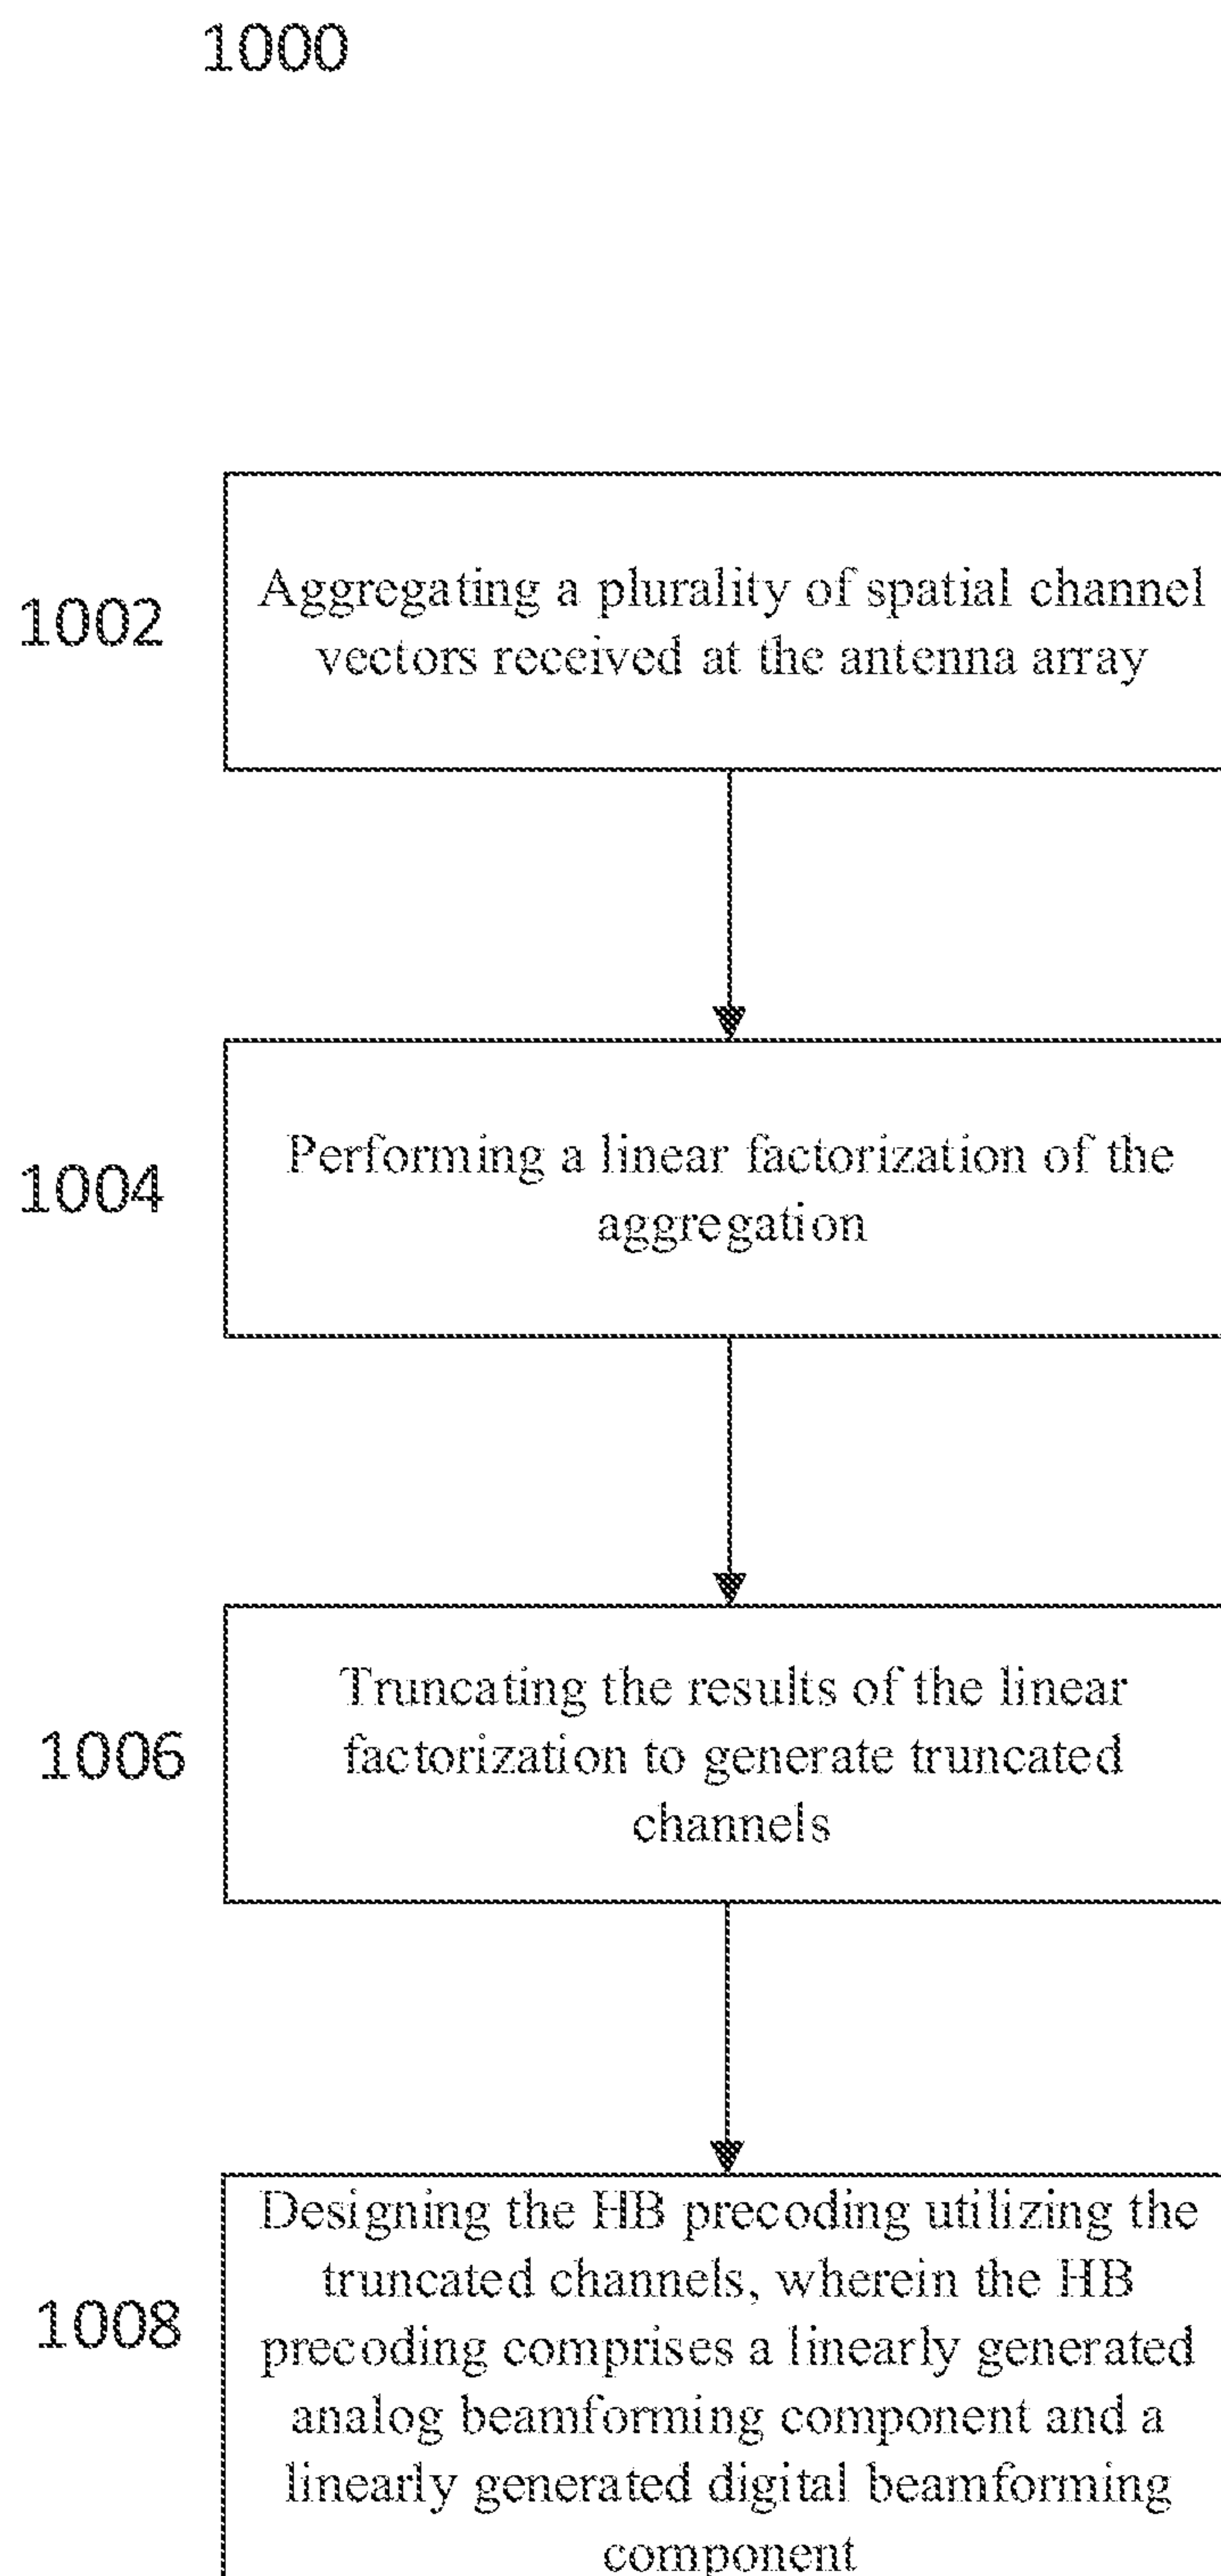 1000
1002
Aggregating a plurality of spatial channel
vectors received at the antenna array
1004
Performing a linear factorization of the
aggregation
1006
Truncating the results of the linear
factorization to generate truncated
channels
1008
Designing the HB precoding utilizing the
truncated channels, wherein the HB
precoding comprises a linearly generated
analog beamforming component and a
linearly generated digital beamforming
component